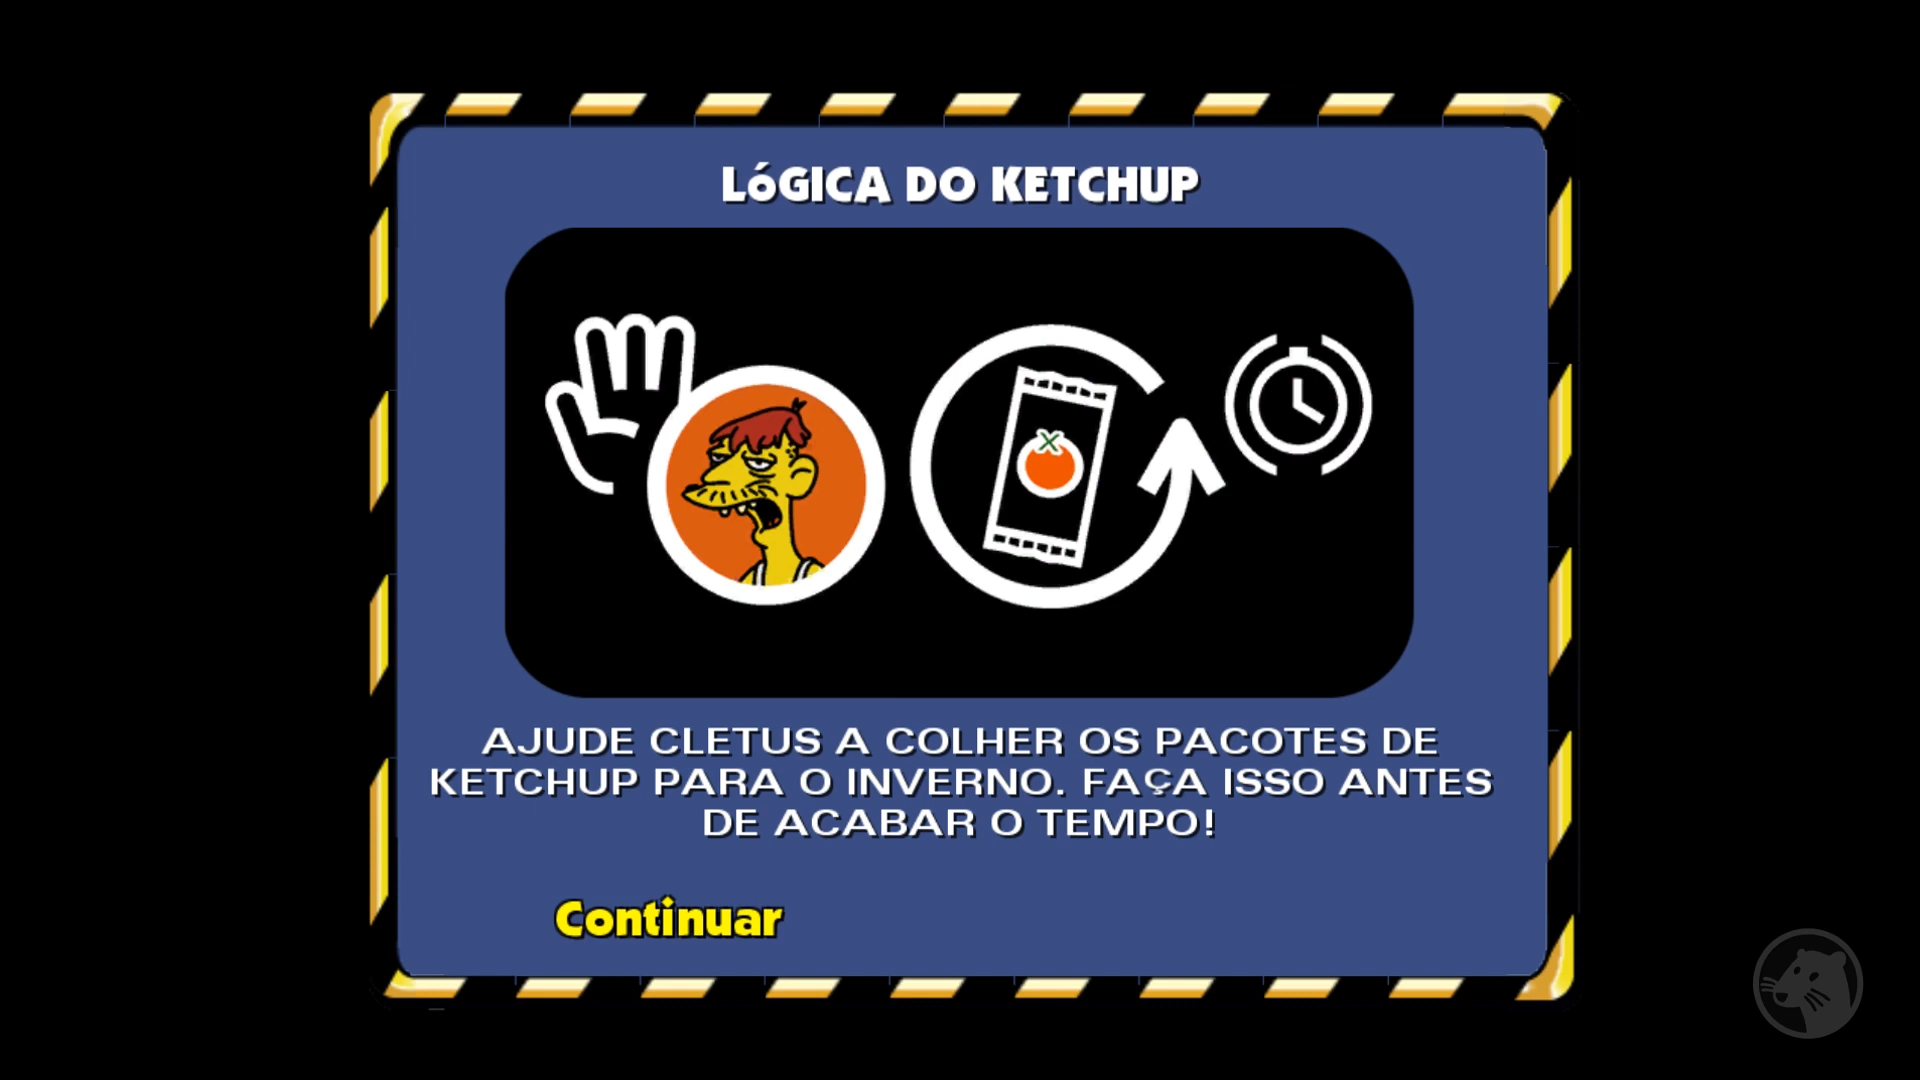 LóGICA DO KETCHUP
AJUDE CLETUS A COLHER OS PACOTES DE
KETCHUP PARA O INVERNO. FAÇA ISSO ANTES
DE ACABAR O TEMPO!
Continuar